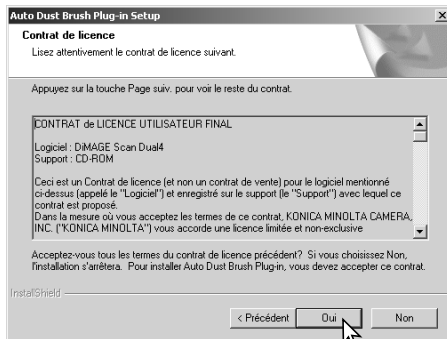 Auto Dust Brush Plug-in Setup
Contrat de licence
Lisez attentivement le contrat de licence suivant.
Appuyez sur la touche Page suiv. pour voir le reste du contrat.
CONTRAT de LICENCE UTILISATEUR FINAL
Logiciel : DiMAGE Scan Dual4
Support : CD-ROM
Ceci est un Contrat de licence (et non un contrat de vente) pour le logiciel mentionné
ci-dessus (appelé le "Logiciel") et enregistré sur le support (le "Support") avec lequel ce
contrat est proposé.
Dans la mesure où vous acceptez les termes de ce contrat, KONICA MINOLTA CAMERA,
INC. ("KONICA MINOLTA") vous accorde une licence limitée et non-exclusive
Acceptez-vous tous les termes du contrat de licence précédent? Si vous choisissez Non,
l'installation s'arrêtera. Pour installer Auto Dust Brush Plug-in, vous devez accepter ce contrat.
InstallShield
< Précédent Oui Non